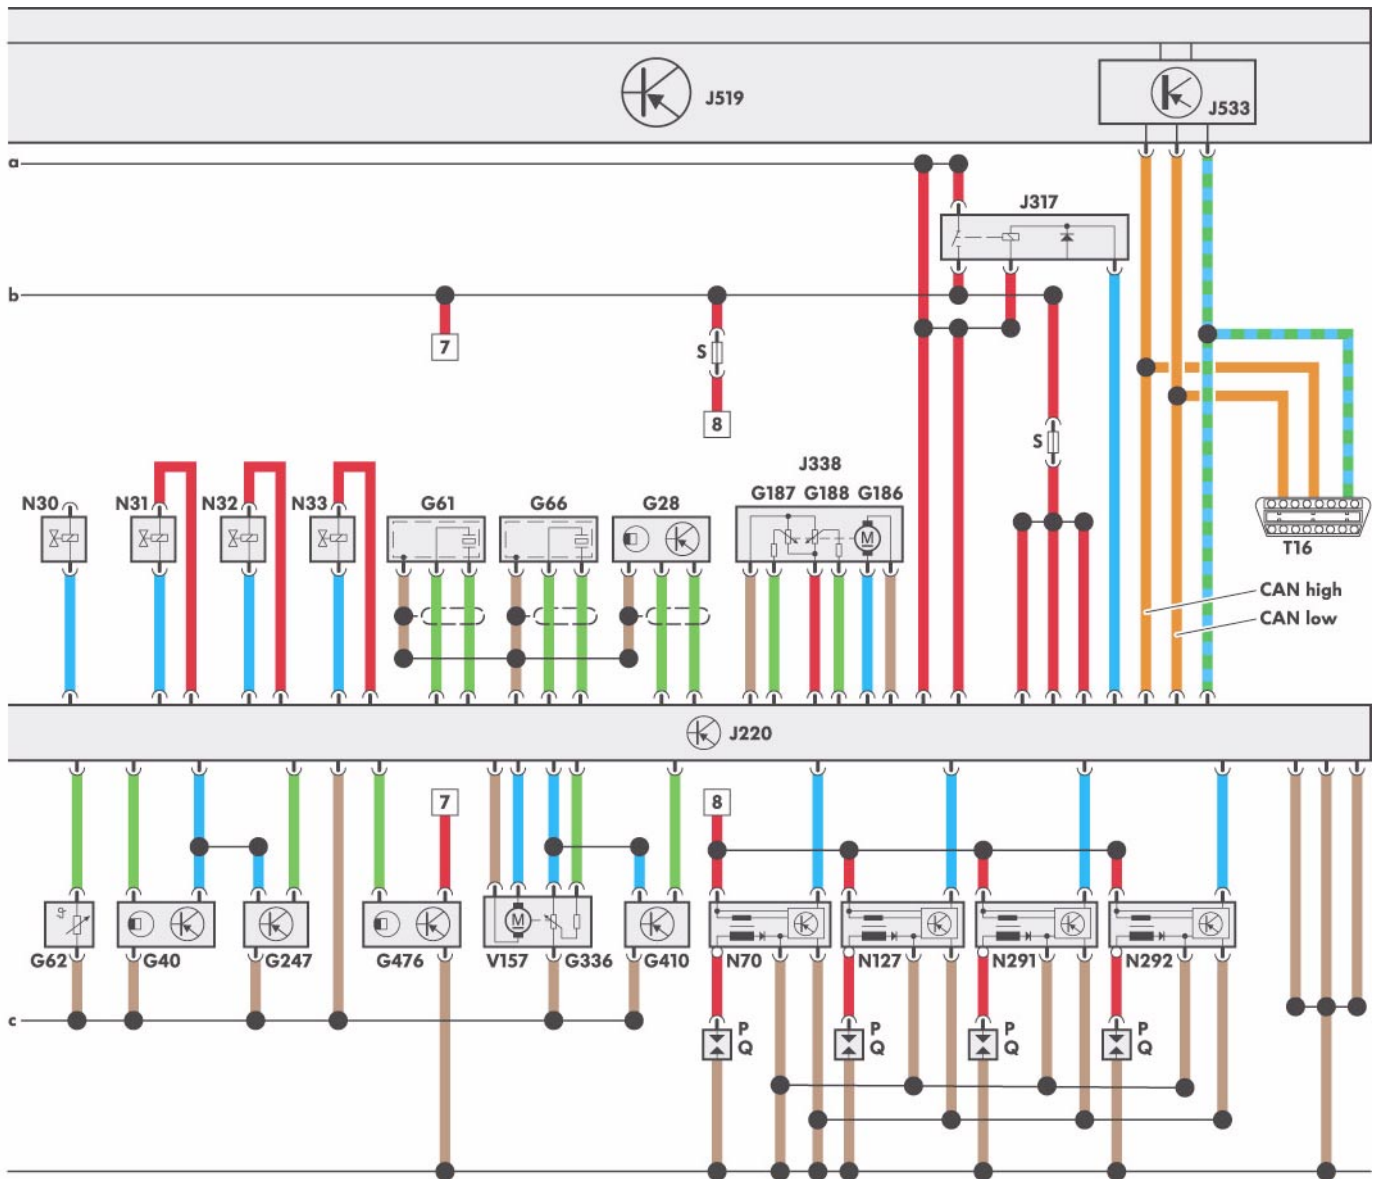 J519
J533
a
J317
b
7
S
8
S
J338
N30 N31 N32 N33 G61 G66 G28 G187 G188 G186
M
T16
CAN high
CAN low
J220
7
8
M
G62 G40 G247 G476 V157 G336 G410 N70 N127 N291 N292
c
P P P P
Q Q Q Q